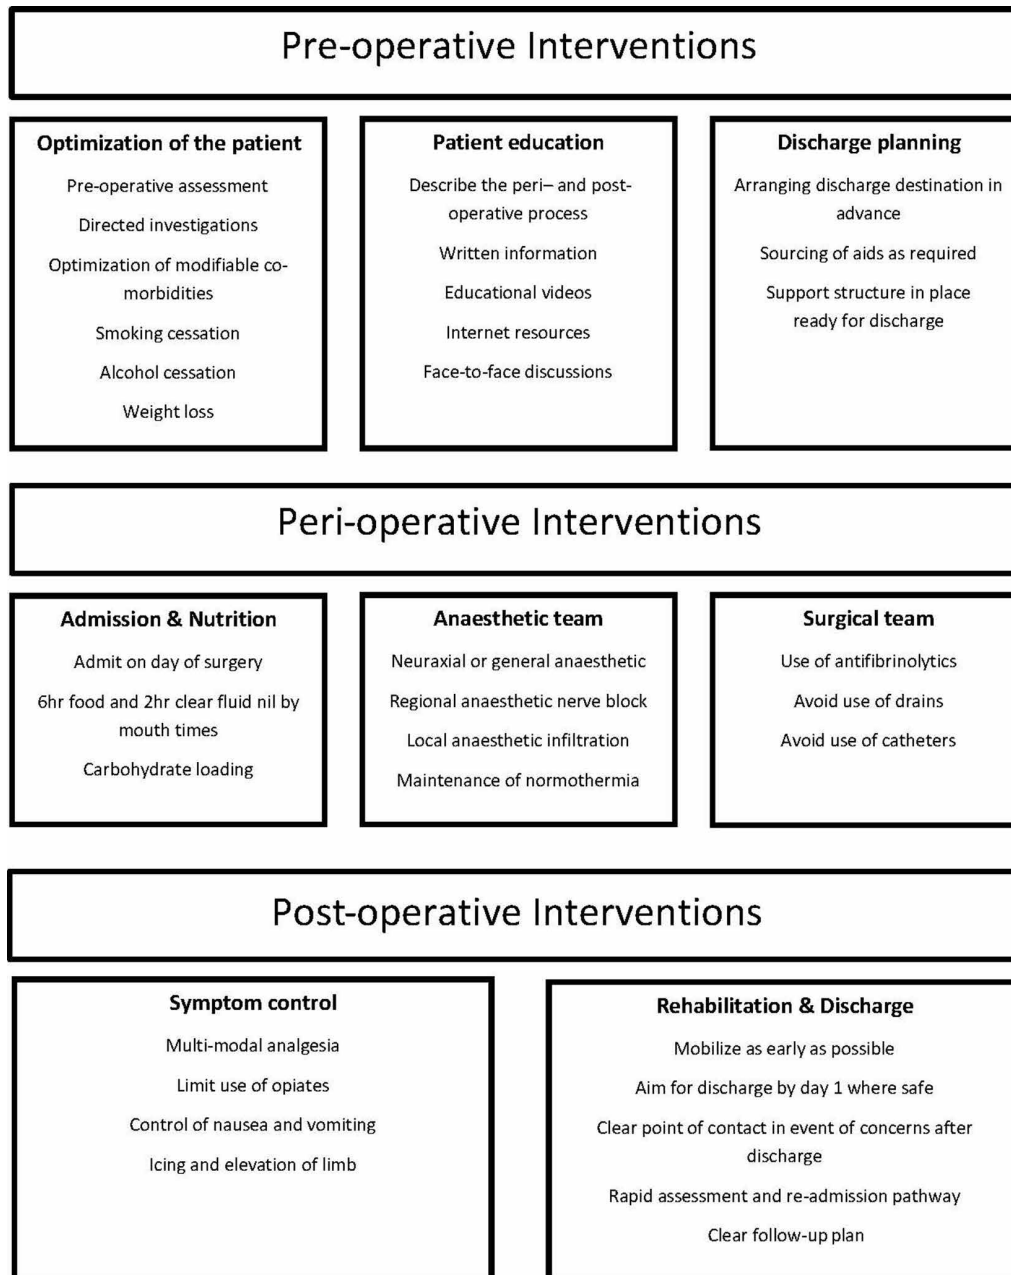 Pre-operative Interventions
Optimization of the patient
Pre-operative assessment
Directed investigations
Optimization of modifiable co-
morbidities
Smoking cessation
Alcohol cessation
Weight loss
Patient education
Describe the peri– and post-
operative process
Written information
Educational videos
Internet resources
Face-to-face discussions
Discharge planning
Arranging discharge destination in
advance
Sourcing of aids as required
Support structure in place
ready for discharge
Peri-operative Interventions
Admission & Nutrition
Admit on day of surgery
6hr food and 2hr clear fluid nil by
mouth times
Carbohydrate loading
Anaesthetic team
Neuraxial or general anaesthetic
Regional anaesthetic nerve block
Local anaesthetic infiltration
Maintenance of normothermia
Surgical team
Use of antifibrinolytics
Avoid use of drains
Avoid use of catheters
Post-operative Interventions
Symptom control
Multi-modal analgesia
Limit use of opiates
Control of nausea and vomiting
Icing and elevation of limb
Rehabilitation & Discharge
Mobilize as early as possible
Aim for discharge by day 1 where safe
Clear point of contact in event of concerns after
discharge
Rapid assessment and re-admission pathway
Clear follow-up plan